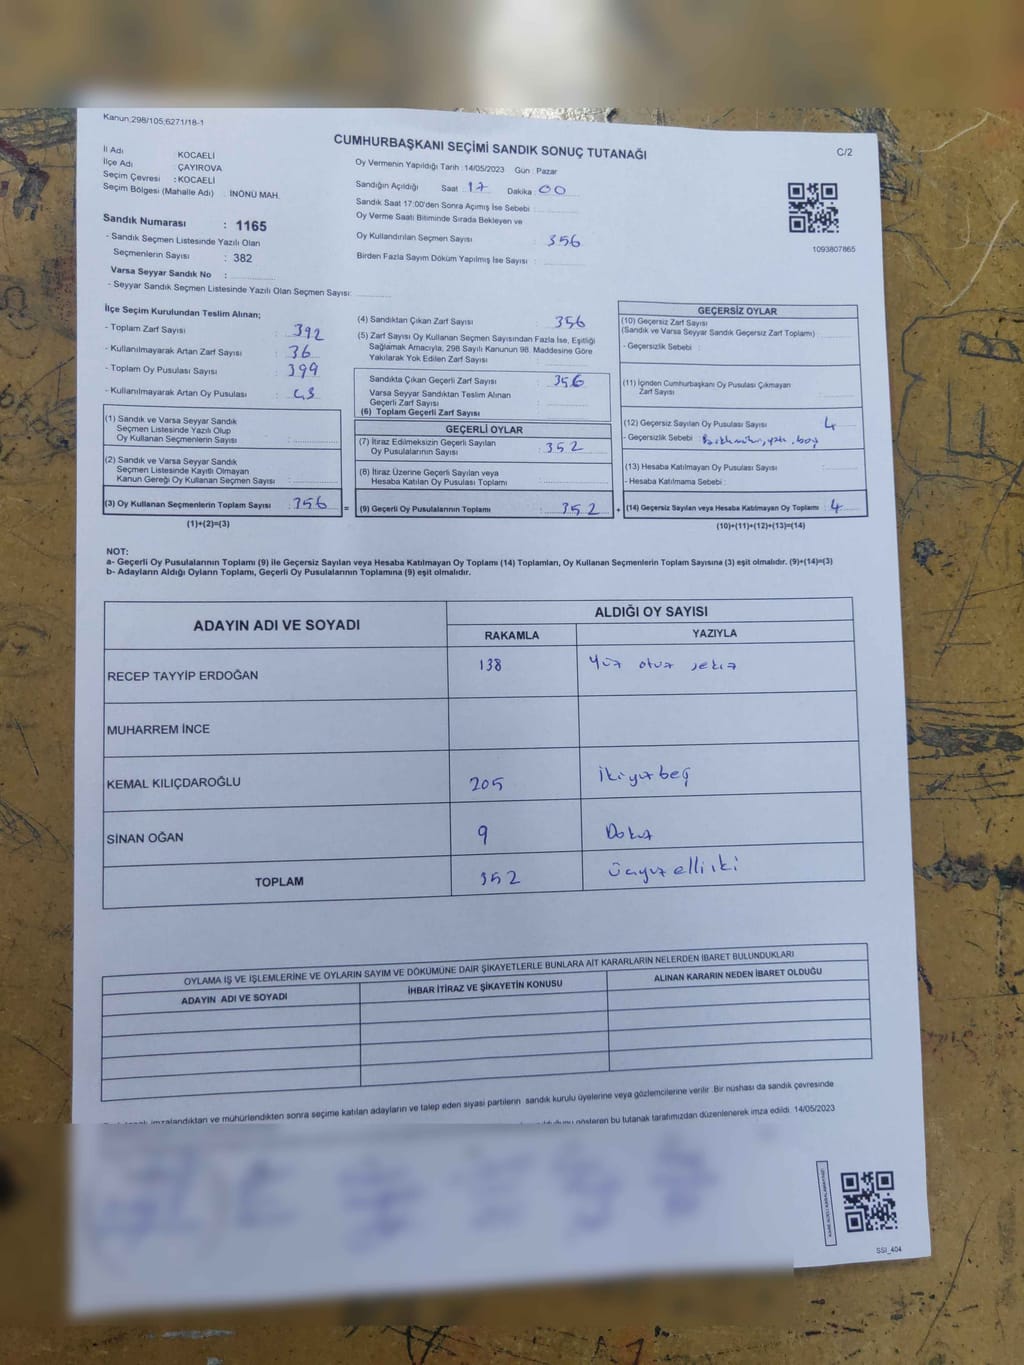 Kanun,298/105,6271/18-1
CUMHURBAŞKANI SEÇİMİ SANDIK SONUÇ TUTANAĞI
C/2
İl Adı : KOCAELİ
İlçe Adı : ÇAYIROVA
Seçim Çevresi : KOCAELİ
Seçim Bölgesi (Mahalle Adı) : İNÖNÜ MAH.
Sandık Numarası : 1165
- Sandık Seçmen Listesinde Yazılı Olan
Seçmenlerin Sayısı : 382
Varsa Seyyar Sandık No :
- Seyyar Sandık Seçmen Listesinde Yazılı Olan Seçmen Sayısı:
Oy Vermenin Yapıldığı Tarih :14/05/2023 Gün : Pazar
Sandığın Açıldığı Saat 17 Dakika 00
Sandık Saat 17:00'den Sonra Açılmış İse Sebebi :
Oy Verme Saati Bitiminde Sırada Bekleyen ve
Oy Kullandırılan Seçmen Sayısı : 356
Birden Fazla Sayım Döküm Yapılmış İse Sayısı :
1093807865
İlçe Seçim Kurulundan Teslim Alınan;
- Toplam Zarf Sayısı : 392
- Kullanılmayarak Artan Zarf Sayısı : 36
- Toplam Oy Pusulası Sayısı : 399
- Kullanılmayarak Artan Oy Pusulası :
(1) Sandık ve Varsa Seyyar Sandık
Seçmen Listesinde Yazılı Olup
Oy Kullanan Seçmenlerin Sayısı :
(2) Sandık ve Varsa Seyyar Sandık
Seçmen Listesinde Kayıtlı Olmayan
Kanun Gereği Oy Kullanan Seçmen Sayısı :
(3) Oy Kullanan Seçmenlerin Toplam Sayısı : 356
(1)+(2)=(3)
(4) Sandıktan Çıkan Zarf Sayısı : 356
(5) Zarf Sayısı Oy Kullanan Seçmen Sayısından Fazla İse, Eşitliği
Sağlamak Amacıyla, 298 Sayılı Kanunun 98. Maddesine Göre
Yakılarak Yok Edilen Zarf Sayısı :
Sandıkta Çıkan Geçerli Zarf Sayısı : 356
Varsa Seyyar Sandıktan Teslim Alınan
Geçerli Zarf Sayısı :
(6) Toplam Geçerli Zarf Sayısı
GEÇERLİ OYLAR
(7) İtiraz Edilmeksizin Geçerli Sayılan
Oy Pusulalarının Sayısı : 352
(8) İtiraz Üzerine Geçerli Sayılan veya
Hesaba Katılan Oy Pusulası Toplamı :
= (9) Geçerli Oy Pusulalarının Toplamı : 352
GEÇERSİZ OYLAR
(10) Geçersiz Zarf Sayısı
(Sandık ve Varsa Seyyar Sandık Geçersiz Zarf Toplamı)
- Geçersizlik Sebebi :
(11) İçinden Cumhurbaşkanı Oy Pusulası Çıkmayan
Zarf Sayısı
(12) Geçersiz Sayılan Oy Pusulası Sayısı : 4
- Geçersizlik Sebebi : boş
(13) Hesaba Katılmayan Oy Pusulası Sayısı :
- Hesaba Katılmama Sebebi :
+ (14) Geçersiz Sayılan veya Hesaba Katılmayan Oy Toplamı : 4
(10)+(11)+(12)+(13)=(14)
NOT:
a- Geçerli Oy Pusulalarının Toplamı (9) ile Geçersiz Sayılan veya Hesaba Katılmayan Oy Toplamı (14) Toplamları, Oy Kullanan Seçmenlerin Toplam Sayısına (3) eşit olmalıdır. (9)+(14)=(3)
b- Adayların Aldığı Oyların Toplamı, Geçerli Oy Pusulalarının Toplamına (9) eşit olmalıdır.
ADAYIN ADI VE SOYADI
ALDIĞI OY SAYISI
RAKAMLA YAZIYLA
RECEP TAYYİP ERDOĞAN 138 Yüz otuz sekiz
MUHARREM İNCE
KEMAL KILIÇDAROĞLU 205 İkiyüzbeş
SİNAN OĞAN 9 Dokuz
TOPLAM 352 üçyüzelliiki
OYLAMA İŞ VE İŞLEMLERİNE VE OYLARIN SAYIM VE DÖKÜMÜNE DAİR ŞİKAYETLERLE BUNLARA AİT KARARLARIN NELERDEN İBARET BULUNDUKLARI
ADAYIN ADI VE SOYADI İHBAR İTİRAZ VE ŞİKAYETİN KONUSU ALINAN KARARIN NEDEN İBARET OLDUĞU
imzalandıktan ve mühürlendikten sonra seçime katılan adayların ve talep eden siyasi partilerin sandık kurulu üyelerine veya gözlemcilerine verilir. Bir nüshası da sandık çevresinde
gösteren bu tutanak tarafımızdan düzenlenerek imza edildi. 14/05/2023
SSI_404